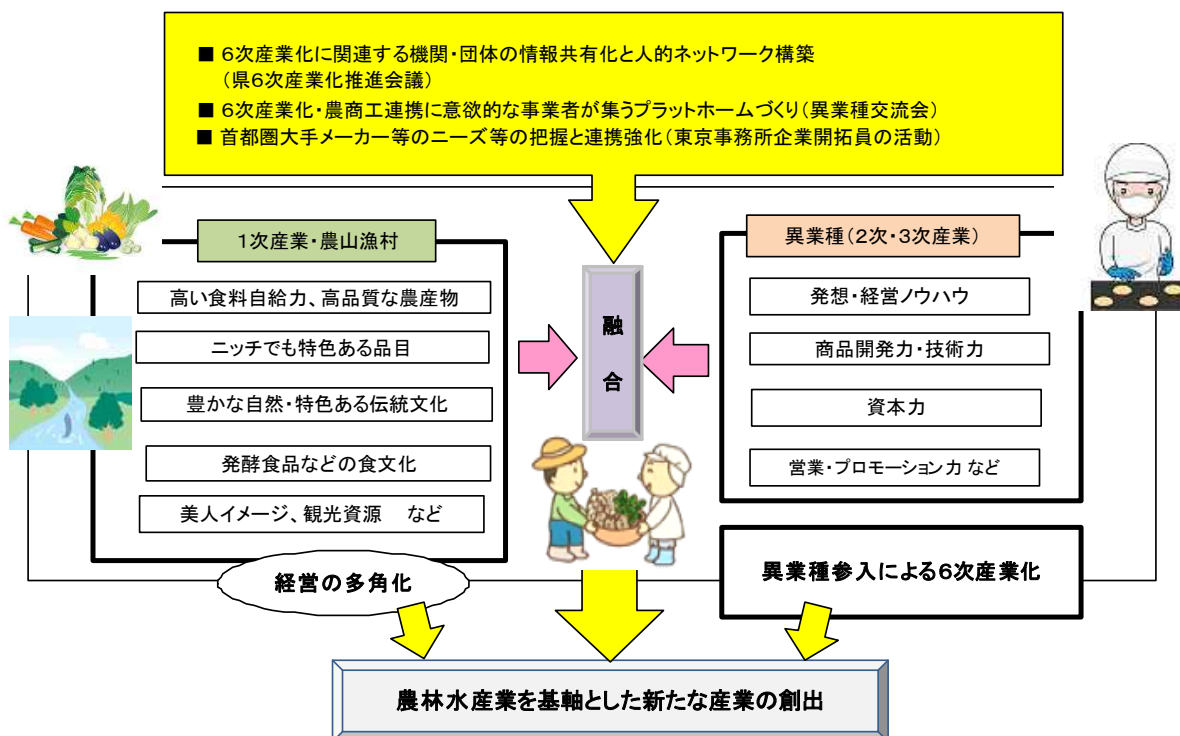 ■ 6次産業化に関連する機関・団体の情報共有化と人的ネットワーク構築
（県6次産業化推進会議）
■ 6次産業化・農商工連携に意欲的な事業者が集うプラットホームづくり（異業種交流会）
■ 首都圏大手メーカー等のニーズ等の把握と連携強化（東京事務所企業開拓員の活動）
1次産業・農山漁村
高い食料自給力、高品質な農産物
ニッチでも特色ある品目
豊かな自然・特色ある伝統文化
発酵食品などの食文化
美人イメージ、観光資源　など
融合
異業種（2次・3次産業）
発想・経営ノウハウ
商品開発力・技術力
資本力
営業・プロモーション力 など
経営の多角化
異業種参入による6次産業化
農林水産業を基軸とした新たな産業の創出